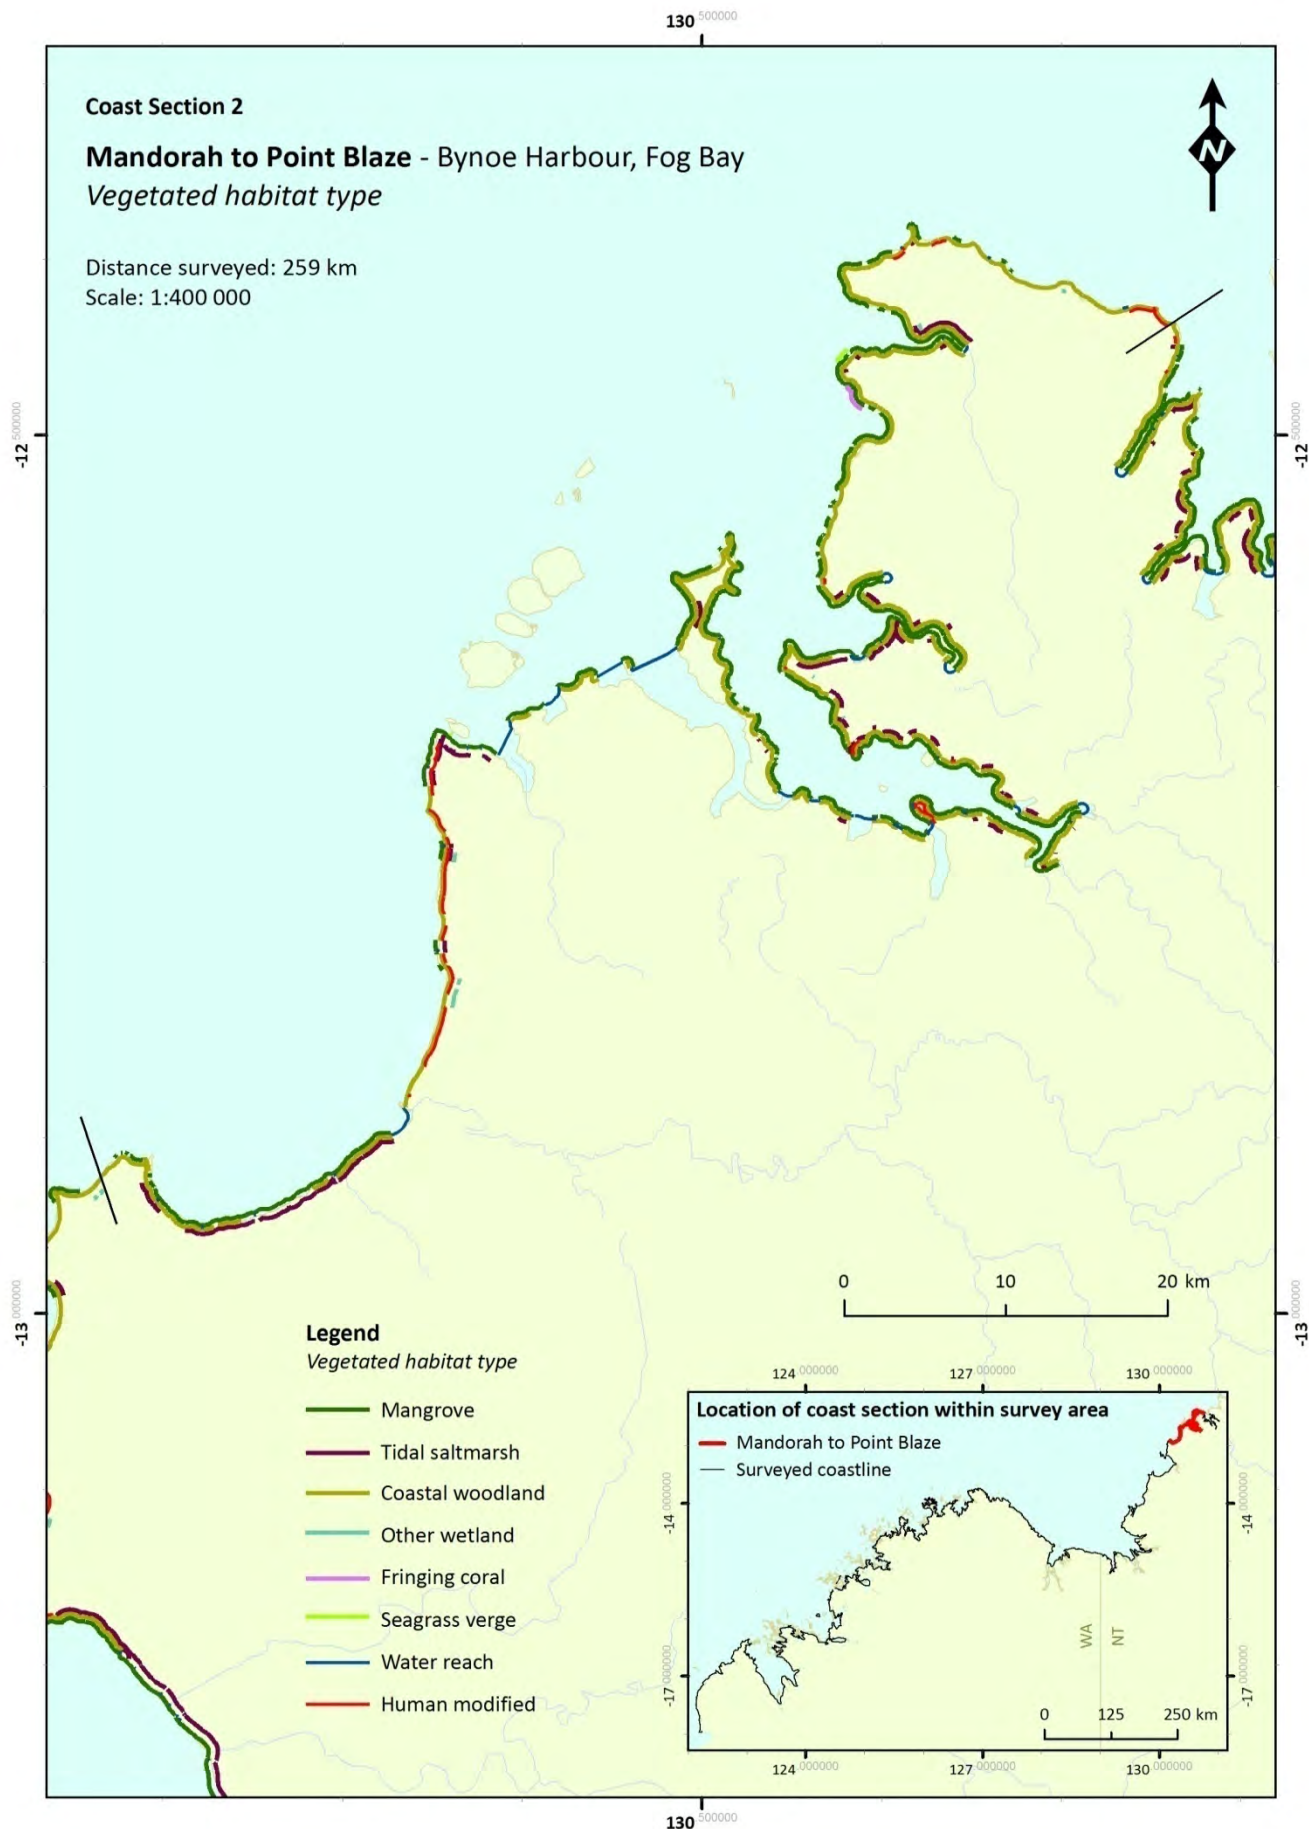 130.500000
Coast Section 2
Mandorah to Point Blaze - Bynoe Harbour, Fog Bay
Vegetated habitat type
Distance surveyed: 259 km
Scale: 1:400 000
N
-12.500000
-12.500000
0 10 20 km
-13.000000
-13.000000
Legend
Vegetated habitat type
Mangrove
Tidal saltmarsh
Coastal woodland
Other wetland
Fringing coral
Seagrass verge
Water reach
Human modified
124.000000 127.000000 130.000000
Location of coast section within survey area
Mandorah to Point Blaze
Surveyed coastline
-14.000000
-14.000000
WA NT
-17.000000
-17.000000
0 125 250 km
124.000000 127.000000 130.000000
130.500000